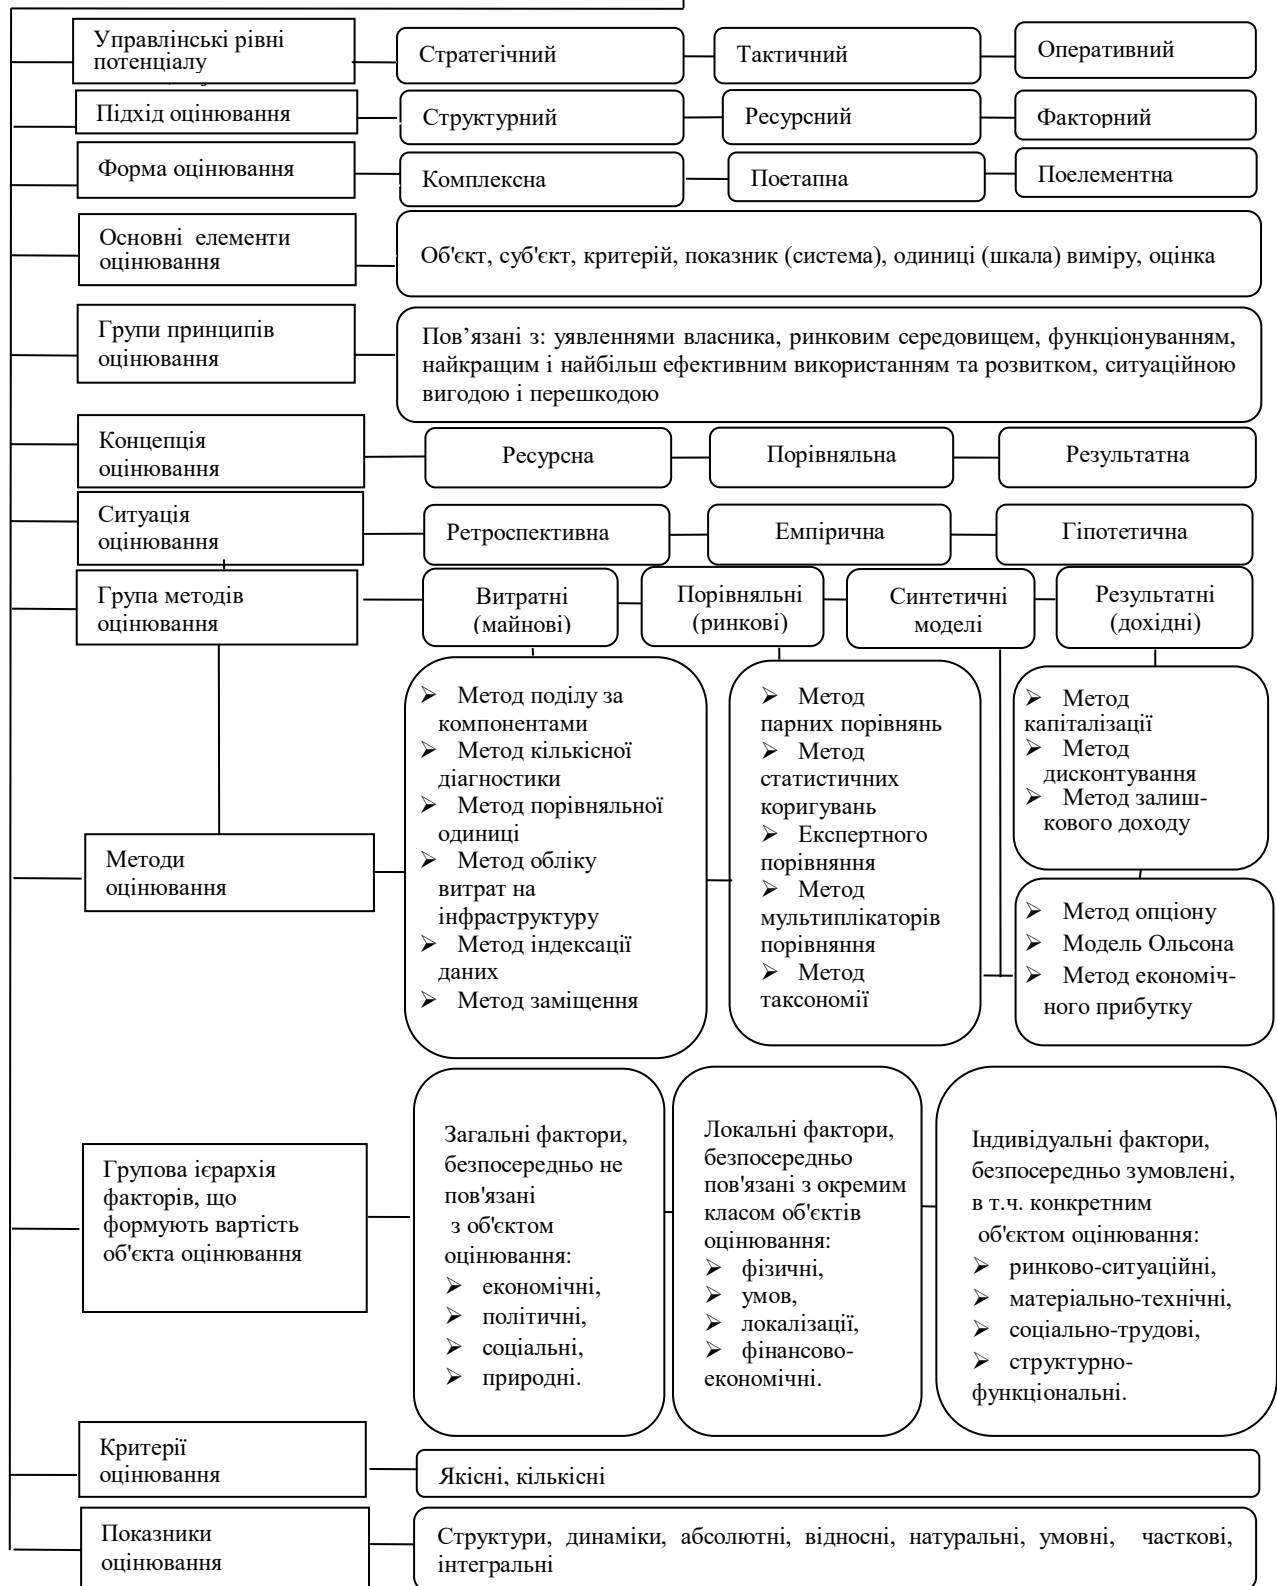 Управлінські рівні
потенціалу
Стратегічний
Тактичний
Оперативний
Підхід оцінювання
Структурний
Ресурсний
Факторний
Форма оцінювання
Комплексна
Поетапна
Поелементна
Основні елементи
оцінювання
Об'єкт, суб'єкт, критерій, показник (система), одиниці (шкала) виміру, оцінка
Групи принципів
оцінювання
Пов’язані з: уявленнями власника, ринковим середовищем, функціонуванням,
найкращим і найбільш ефективним використанням та розвитком, ситуаційною
вигодою і перешкодою
Концепція
оцінювання
Ресурсна
Порівняльна
Результатна
Ситуація
оцінювання
Ретроспективна
Емпірична
Гіпотетична
Група методів
оцінювання
Витратні
(майнові)
Порівняльні
(ринкові)
Синтетичні
моделі
Результатні
(дохідні)
Методи
оцінювання
➢ Метод поділу за
компонентами
➢ Метод кількісної
діагностики
➢ Метод порівняльної
одиниці
➢ Метод обліку
витрат на
інфраструктуру
➢ Метод індексації
даних
➢ Метод заміщення
➢ Метод
парних порівнянь
➢ Метод
статистичних
коригувань
➢ Експертного
порівняння
➢ Метод
мультиплікаторів
порівняння
➢ Метод
таксономії
➢ Метод
капіталізації
➢ Метод
дисконтування
➢ Метод залиш-
кового доходу
➢ Метод опціону
➢ Модель Ольсона
➢ Метод економіч-
ного прибутку
Групова ієрархія
факторів, що
формують вартість
об'єкта оцінювання
Загальні фактори,
безпосередньо не
пов'язані
з об'єктом
оцінювання:
➢ економічні,
➢ політичні,
➢ соціальні,
➢ природні.
Локальні фактори,
безпосередньо
пов'язані з окремим
класом об'єктів
оцінювання:
➢ фізичні,
➢ умов,
➢ локалізації,
➢ фінансово-
економічні.
Індивідуальні фактори,
безпосередньо зумовлені,
в т.ч. конкретним
об'єктом оцінювання:
➢ ринково-ситуаційні,
➢ матеріально-технічні,
➢ соціально-трудові,
➢ структурно-
функціональні.
Критерії
оцінювання
Якісні, кількісні
Показники
оцінювання
Структури, динаміки, абсолютні, відносні, натуральні, умовні, часткові,
інтегральні